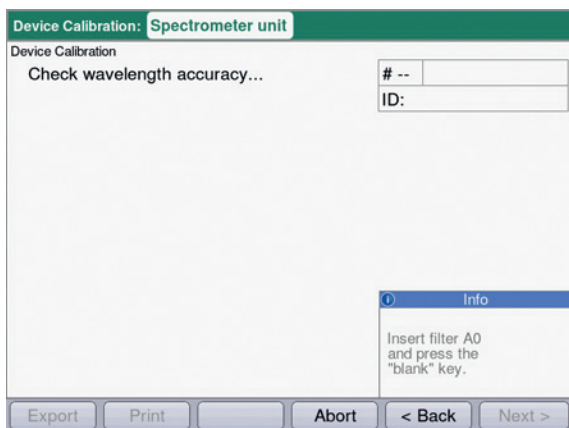 Device Calibration: Spectrometer unit
Device Calibration
Check wavelength accuracy...
# --
ID:
Info
Insert filter A0
and press the
"blank" key.
Export Print Abort < Back Next >